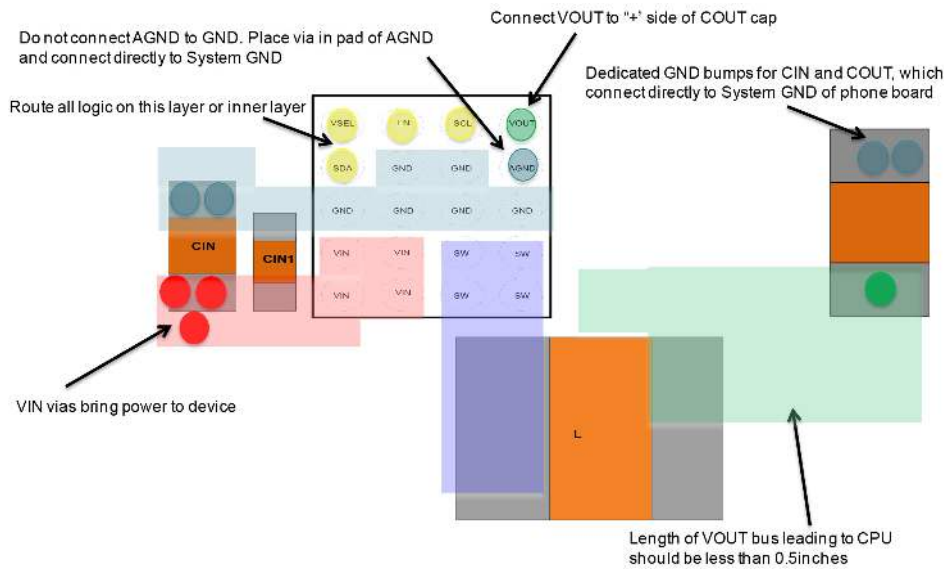 Connect VOUT to "+' side of COUT cap
Do not connect AGND to GND. Place via in pad of AGND
and connect directly to System GND
Dedicated GND bumps for CIN and COUT, which
connect directly to System GND of phone board
Route all logic on this layer or inner layer
VSEL SCL VOUT
SDA GND GND AGND
GND GND GND GND
CIN CIN1 VIN VIN SW SW
VIN VIN SW SW
VIN vias bring power to device
L
Length of VOUT bus leading to CPU
should be less than 0.5inches